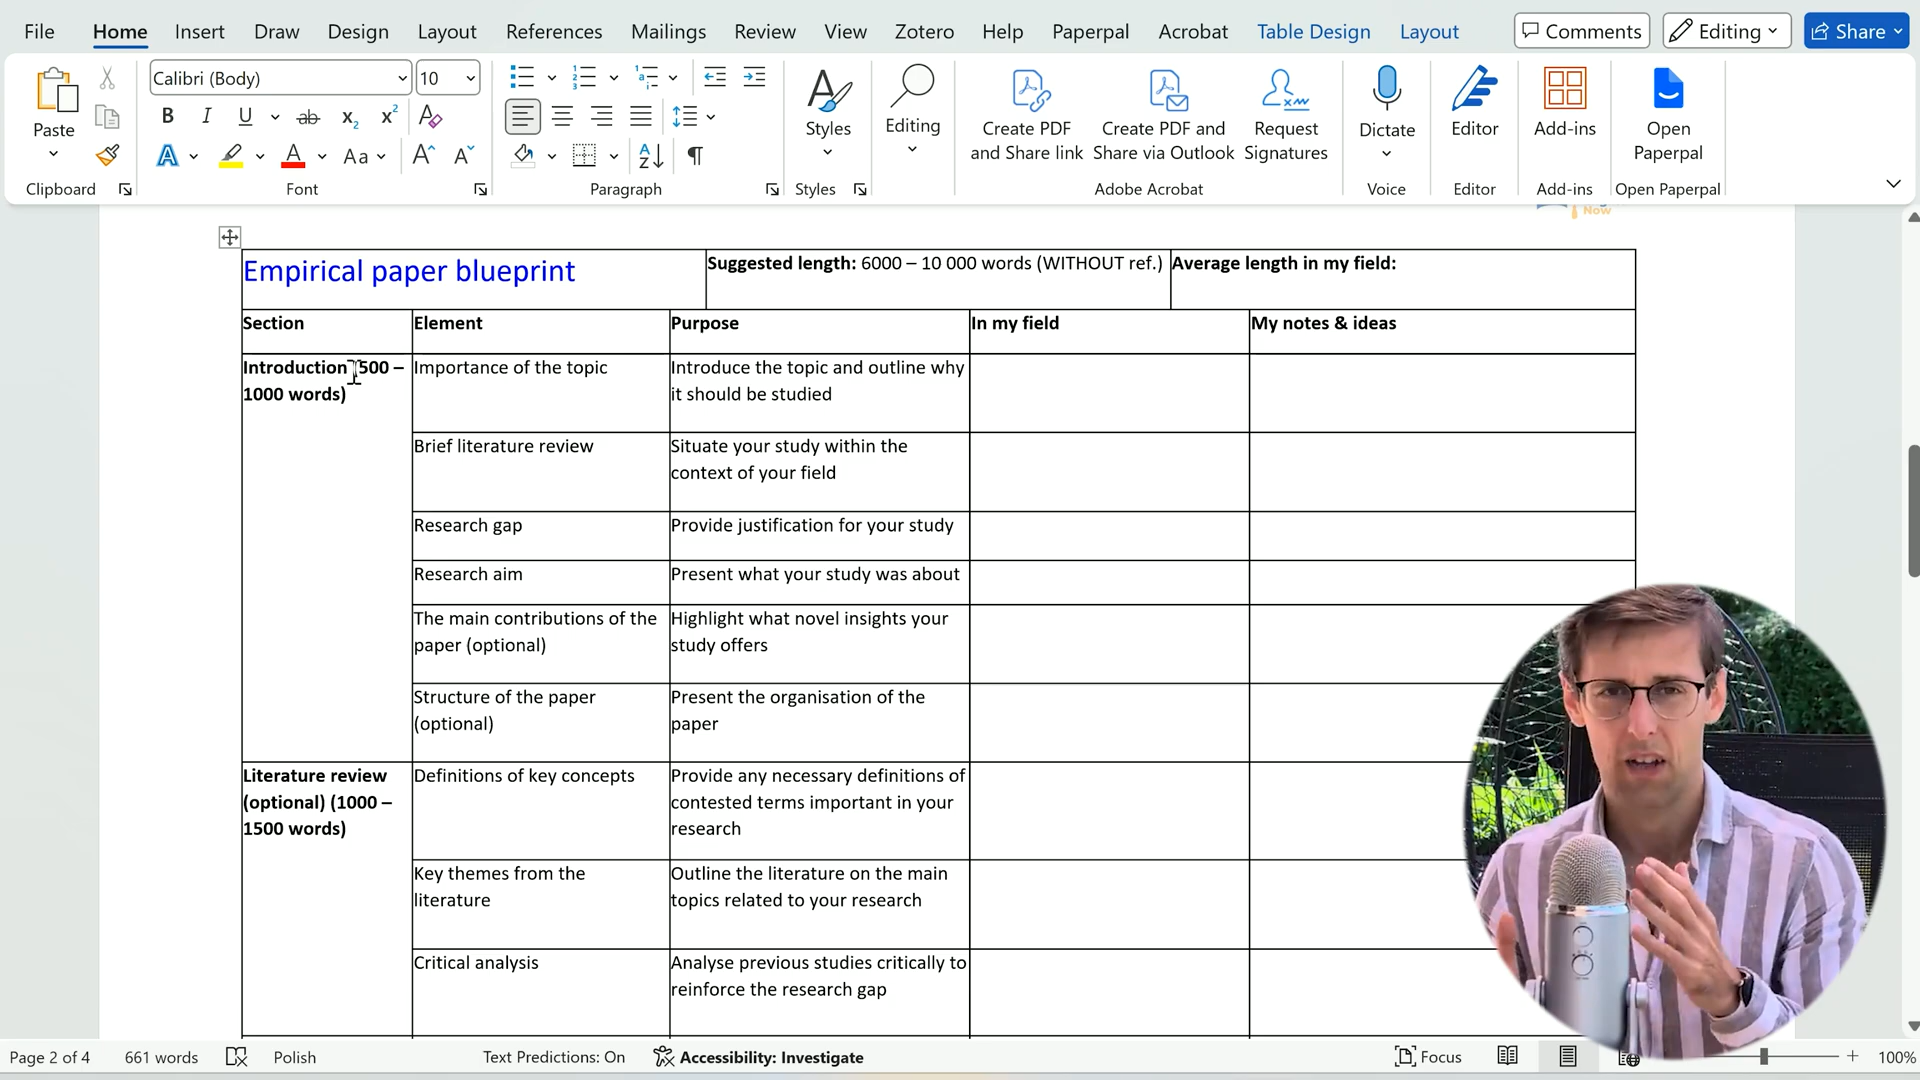 File Home Insert Draw Design Layout References Mailings Review View Zotero Help Paperpal Acrobat Table Design Layout Comments Editing Share
Calibri (Body) 10
Paste
Styles
Editing
Create PDF
and Share link
Create PDF and
Share via Outlook
Request
Signatures
Dictate
Editor
Add-ins
Open
Paperpal
Clipboard Font Paragraph Styles Adobe Acrobat Voice Editor Add-ins Open Paperpal
Now
Empirical paper blueprint
Suggested length: 6000 – 10 000 words (WITHOUT ref.)
Average length in my field:
Section Element Purpose In my field My notes & ideas
Introduction (500 –
1000 words)
Importance of the topic
Introduce the topic and outline why
it should be studied
Brief literature review
Situate your study within the
context of your field
Research gap
Provide justification for your study
Research aim
Present what your study was about
The main contributions of the
paper (optional)
Highlight what novel insights your
study offers
Structure of the paper
(optional)
Present the organisation of the
paper
Literature review
(optional) (1000 –
1500 words)
Definitions of key concepts
Provide any necessary definitions of
contested terms important in your
research
Key themes from the
literature
Outline the literature on the main
topics related to your research
Critical analysis
Analyse previous studies critically to
reinforce the research gap
Page 2 of 4 661 words Polish Text Predictions: On Accessibility: Investigate Focus 100%